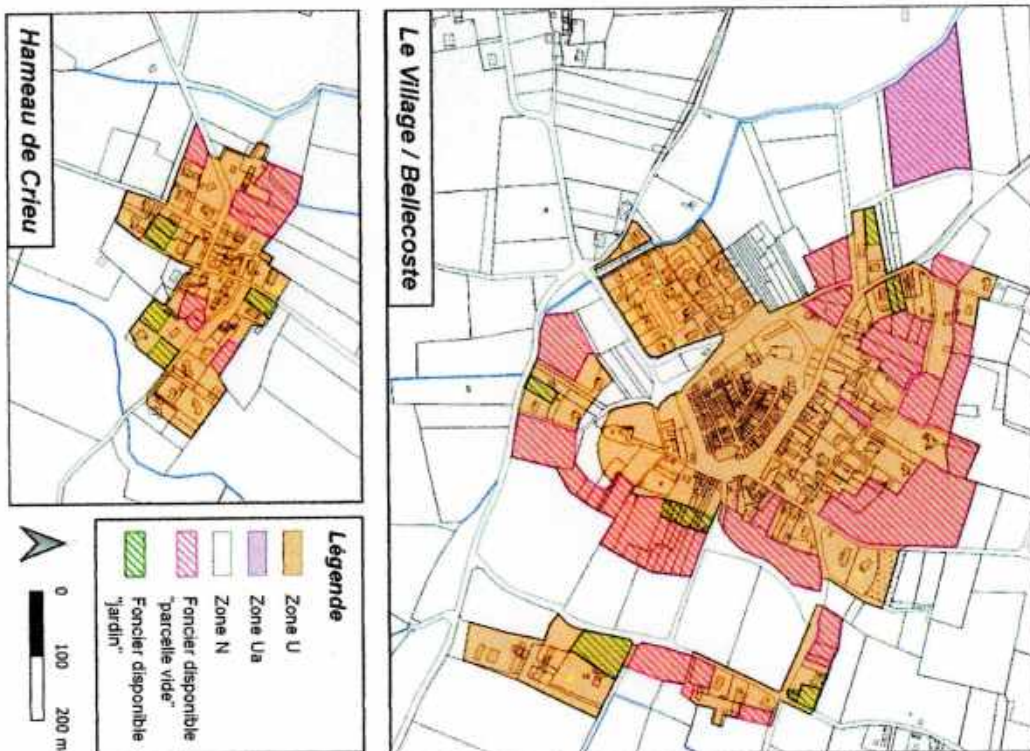 Le Village / Bellecoste
Hameau de Crieu
Légende
Zone U
Zone Ua
Zone N
Foncier disponible
"parcelle vide"
Foncier disponible
"jardin"
0
100
200 m